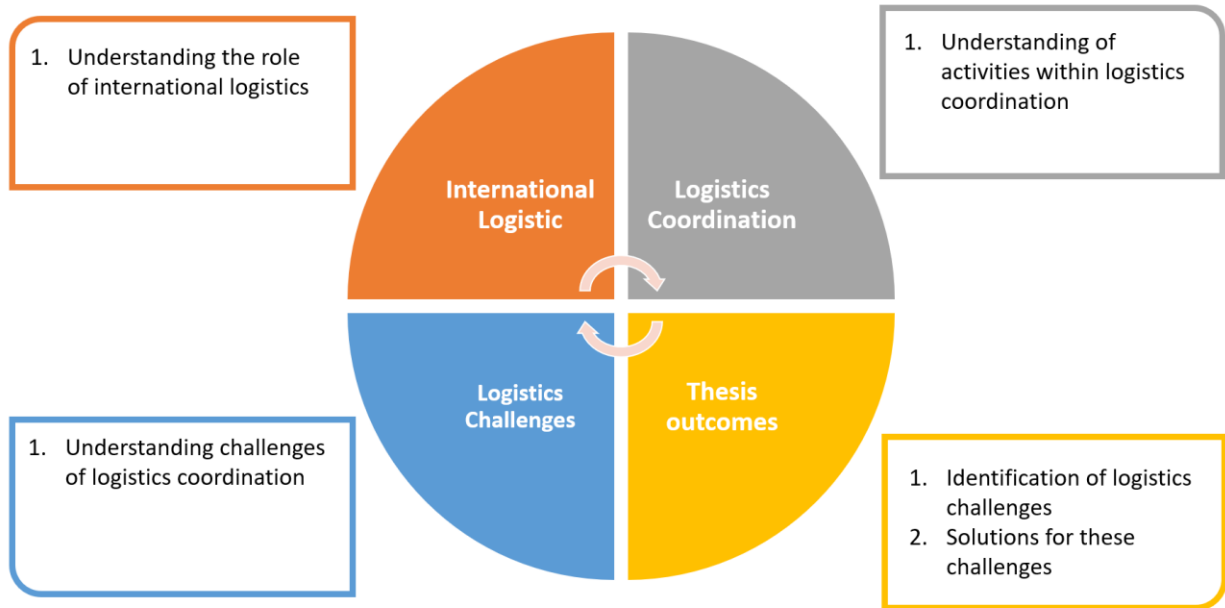 1. Understanding the role
of international logistics
1. Understanding of
activities within logistics
coordination
International
Logistic
Logistics
Coordination
Logistics
Challenges
Thesis
outcomes
1. Understanding challenges
of logistics coordination
1. Identification of logistics
challenges
2. Solutions for these
challenges